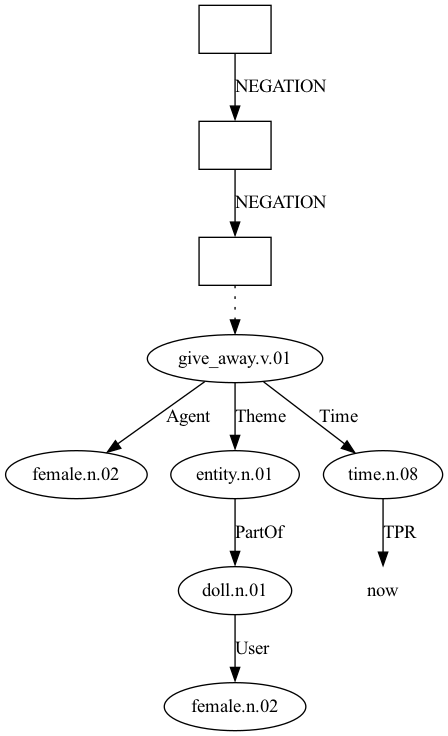 NEGATION
NEGATION
give_away.v.01
Agent Theme Time
female.n.02 entity.n.01 time.n.08
PartOf TPR
doll.n.01 now
User
female.n.02